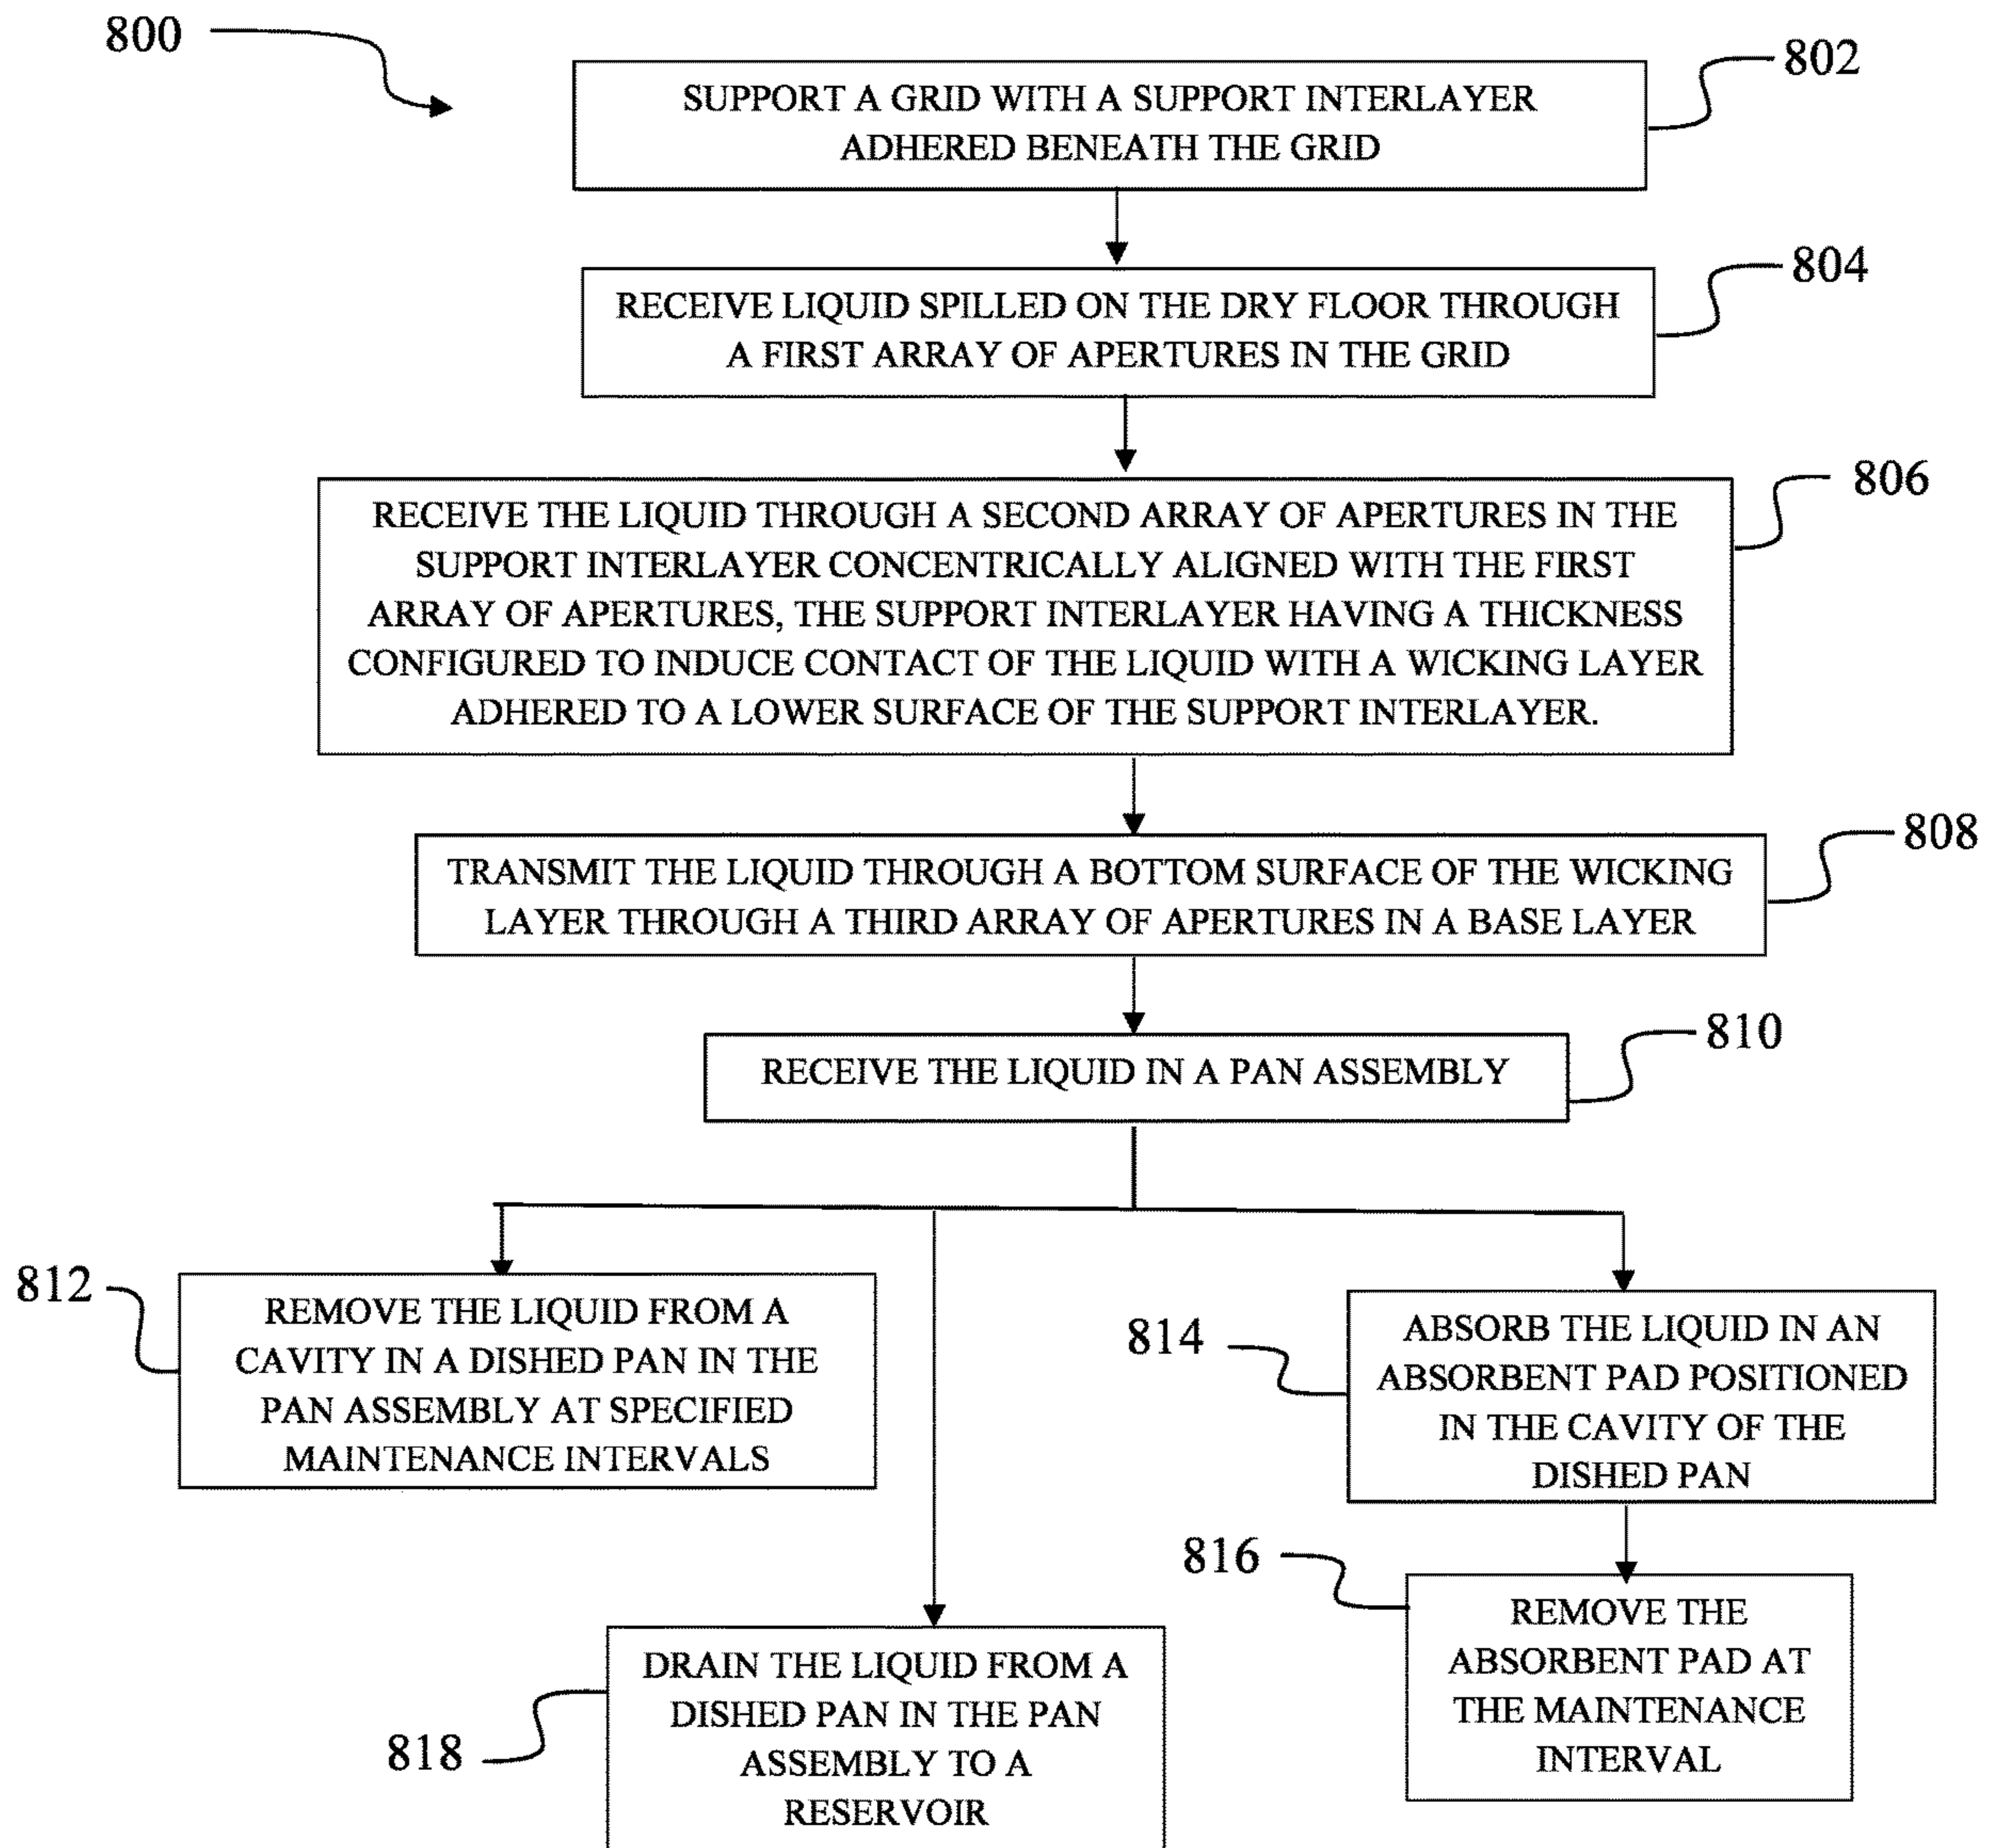 800
802
SUPPORT A GRID WITH A SUPPORT INTERLAYER
ADHERED BENEATH THE GRID
804
RECEIVE LIQUID SPILLED ON THE DRY FLOOR THROUGH
A FIRST ARRAY OF APERTURES IN THE GRID
806
RECEIVE THE LIQUID THROUGH A SECOND ARRAY OF APERTURES IN THE
SUPPORT INTERLAYER CONCENTRICALLY ALIGNED WITH THE FIRST
ARRAY OF APERTURES, THE SUPPORT INTERLAYER HAVING A THICKNESS
CONFIGURED TO INDUCE CONTACT OF THE LIQUID WITH A WICKING LAYER
ADHERED TO A LOWER SURFACE OF THE SUPPORT INTERLAYER.
808
TRANSMIT THE LIQUID THROUGH A BOTTOM SURFACE OF THE WICKING
LAYER THROUGH A THIRD ARRAY OF APERTURES IN A BASE LAYER
810
RECEIVE THE LIQUID IN A PAN ASSEMBLY
812
REMOVE THE LIQUID FROM A
CAVITY IN A DISHED PAN IN THE
PAN ASSEMBLY AT SPECIFIED
MAINTENANCE INTERVALS
814
ABSORB THE LIQUID IN AN
ABSORBENT PAD POSITIONED
IN THE CAVITY OF THE
DISHED PAN
816
REMOVE THE
ABSORBENT PAD AT
THE MAINTENANCE
INTERVAL
818
DRAIN THE LIQUID FROM A
DISHED PAN IN THE PAN
ASSEMBLY TO A
RESERVOIR